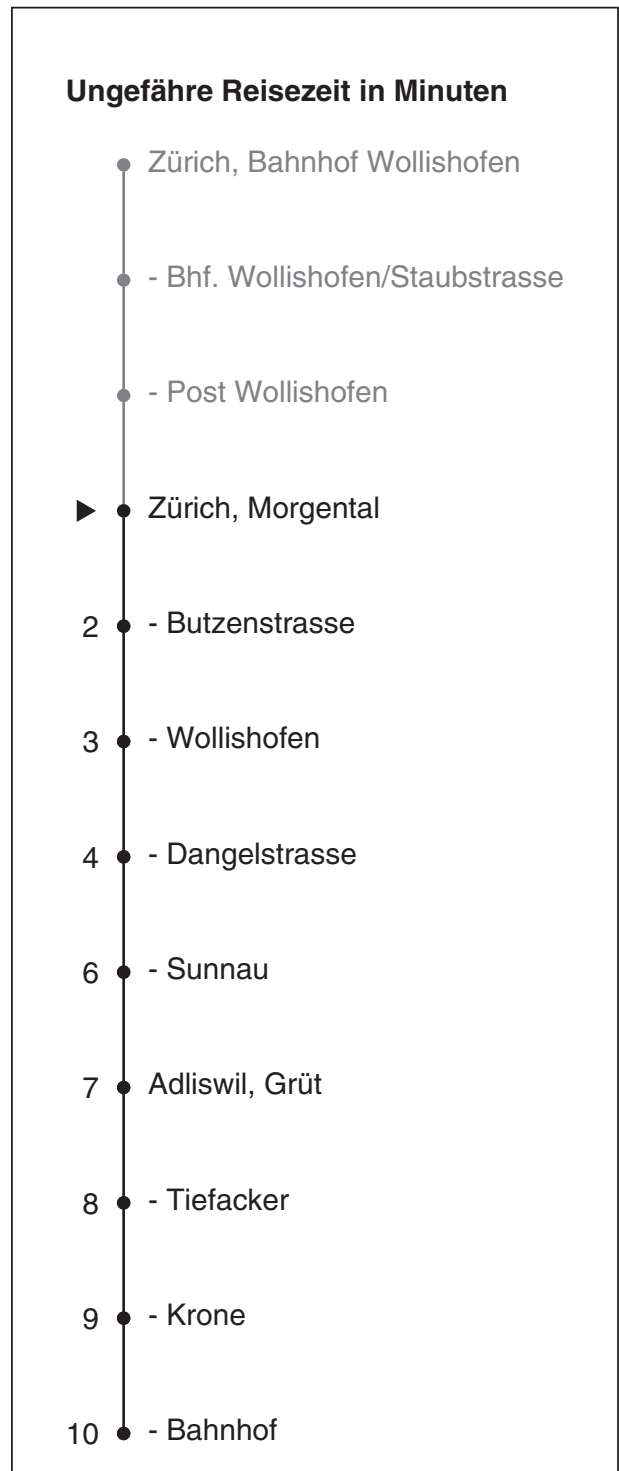 Ungefähre Reisezeit in Minuten
Zürich, Bahnhof Wollishofen
- Bhf. Wollishofen/Staubstrasse
- Post Wollishofen
Zürich, Morgental
2 - Butzenstrasse
3 - Wollishofen
4 - Dangelstrasse
6 - Sunnau
7 Adliswil, Grüt
8 - Tiefacker
9 - Krone
10 - Bahnhof